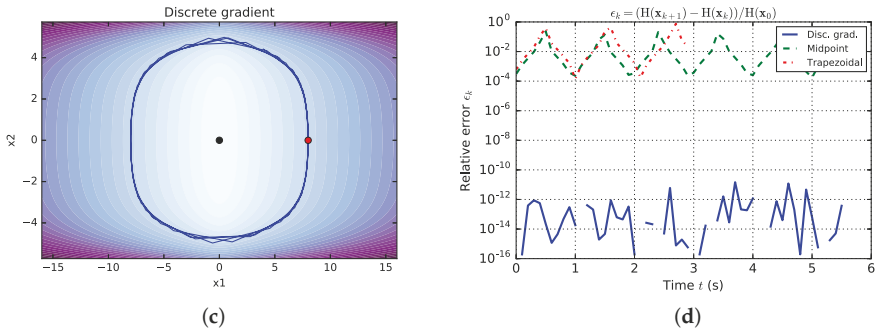 Discrete gradient
x2
4
2
0
−2
−4
−15 −10 −5 0 5 10 15
x1
(c)
ϵₖ = (H(𝐱ₖ₊₁) − H(𝐱ₖ))/H(𝐱₀)
Relative error ϵₖ
10⁰
10⁻²
10⁻⁴
10⁻⁶
10⁻⁸
10⁻¹⁰
10⁻¹²
10⁻¹⁴
10⁻¹⁶
Disc. grad.
Midpoint
Trapezoidal
0 1 2 3 4 5 6
Time t (s)
(d)